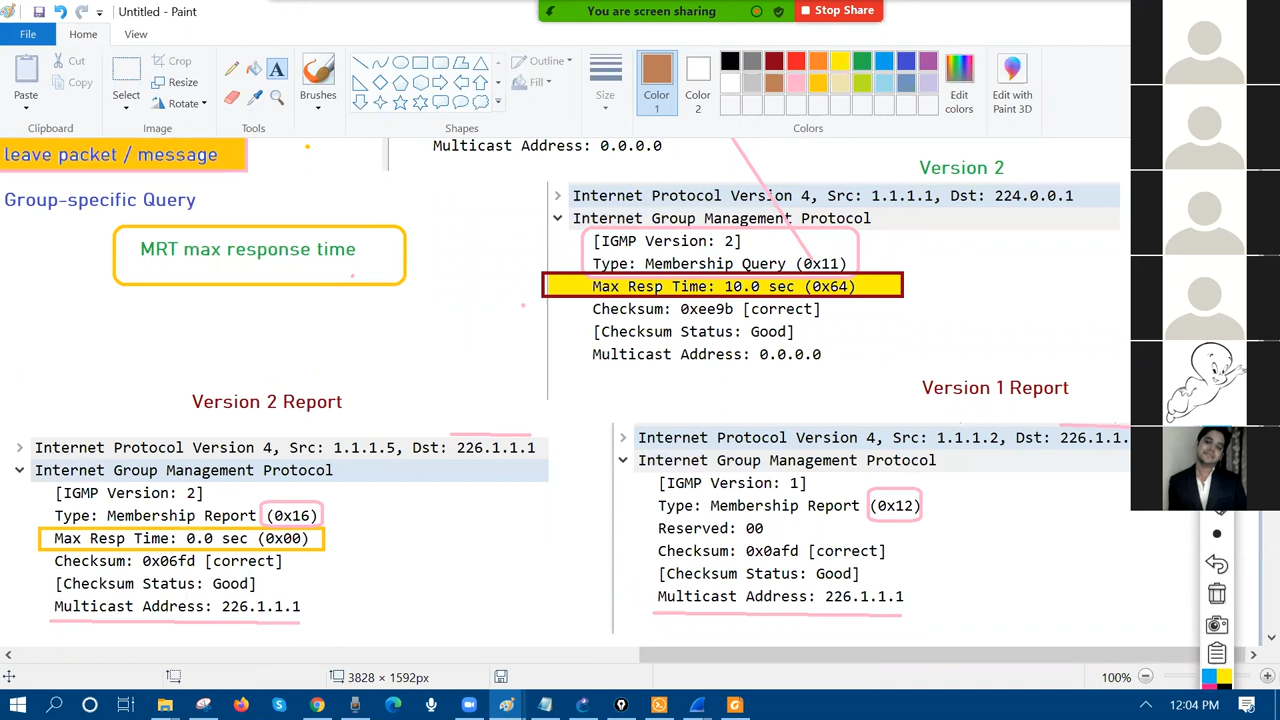 Untitled - Paint
You are screen sharing
Stop Share
File
Home
View
Paste
Cut
Copy
Clipboard
Select
Crop
Resize
Rotate
Image
Tools
Brushes
Shapes
Outline
Fill
Size
Color 1
Color 2
Edit colors
Edit with Paint 3D
Colors
leave packet / message
Multicast Address: 0.0.0.0
Version 2
Group-specific Query
MRT max response time
Internet Protocol Version 4, Src: 1.1.1.1, Dst: 224.0.0.1
Internet Group Management Protocol
[IGMP Version: 2]
Type: Membership Query (0x11)
Max Resp Time: 10.0 sec (0x64)
Checksum: 0xee9b [correct]
[Checksum Status: Good]
Multicast Address: 0.0.0.0
Version 2 Report
Internet Protocol Version 4, Src: 1.1.1.5, Dst: 226.1.1.1
Internet Group Management Protocol
[IGMP Version: 2]
Type: Membership Report (0x16)
Max Resp Time: 0.0 sec (0x00)
Checksum: 0x06fd [correct]
[Checksum Status: Good]
Multicast Address: 226.1.1.1
Version 1 Report
Internet Protocol Version 4, Src: 1.1.1.2, Dst: 226.1.1.
Internet Group Management Protocol
[IGMP Version: 1]
Type: Membership Report (0x12)
Reserved: 00
Checksum: 0x0afd [correct]
[Checksum Status: Good]
Multicast Address: 226.1.1.1
3828 × 1592px
100%
12:04 PM